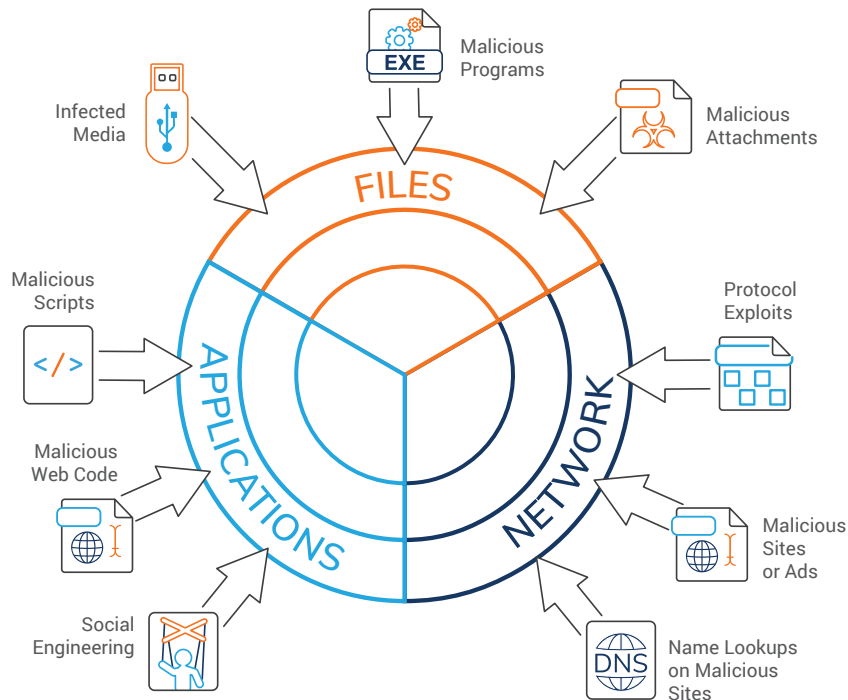 Malicious
Programs
EXE
Infected
Media
Malicious
Attachments
FILES
Malicious
Scripts
</>
Protocol
Exploits
APPLICATIONS
NETWORK
Malicious
Web Code
Malicious
Sites
or Ads
Social
Engineering
DNS
Name Lookups
on Malicious
Sites